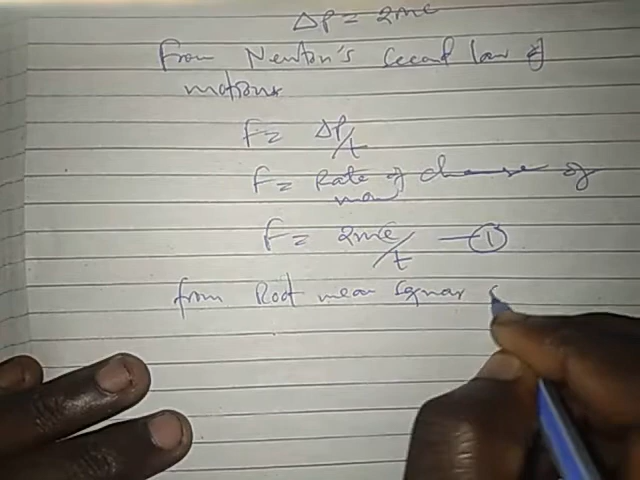 ΔP = 2mc
From Newton's Second law of
motions
F = ΔP/t
F = Rate of change of
mom
F = 2mc/t — ①
from Root mean square s